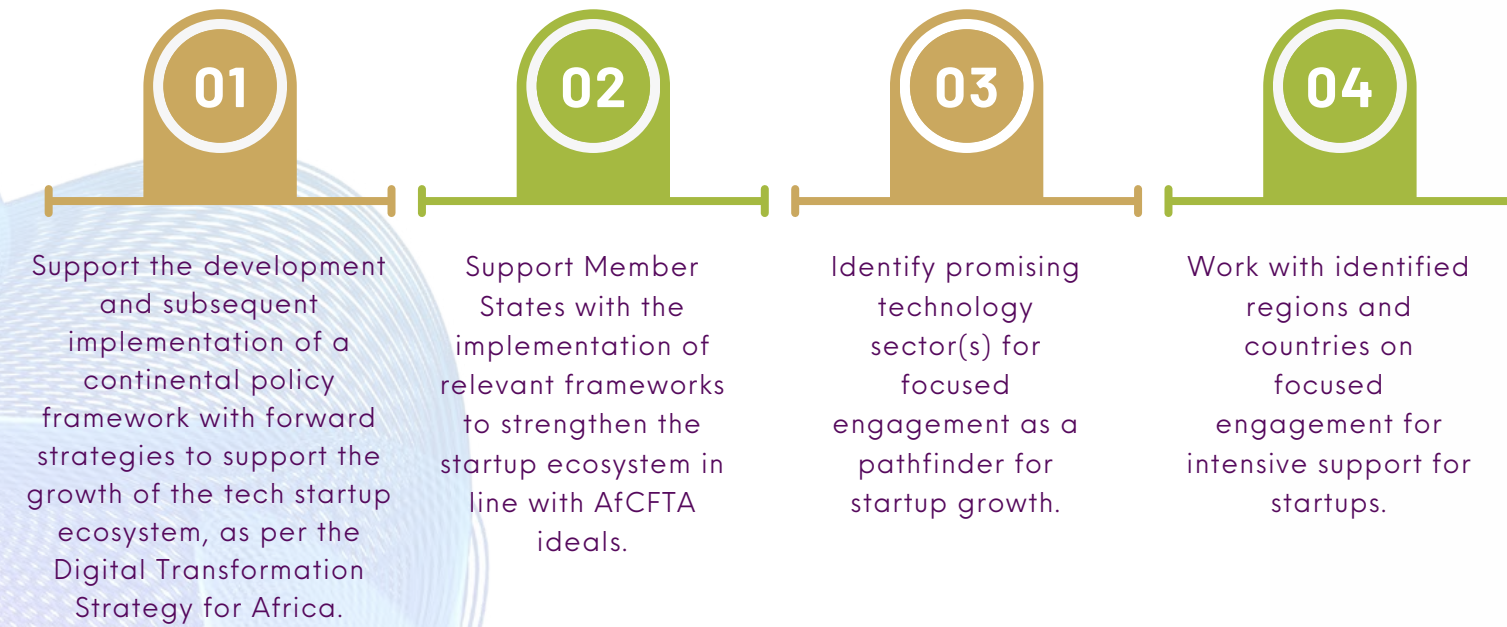 01
Support the development
and subsequent
implementation of a
continental policy
framework with forward
strategies to support the
growth of the tech startup
ecosystem, as per the
Digital Transformation
Strategy for Africa.
02
Support Member
States with the
implementation of
relevant frameworks
to strengthen the
startup ecosystem in
line with AfCFTA
ideals.
03
Identify promising
technology
sector(s) for
focused
engagement as a
pathfinder for
startup growth.
04
Work with identified
regions and
countries on
focused
engagement for
intensive support for
startups.